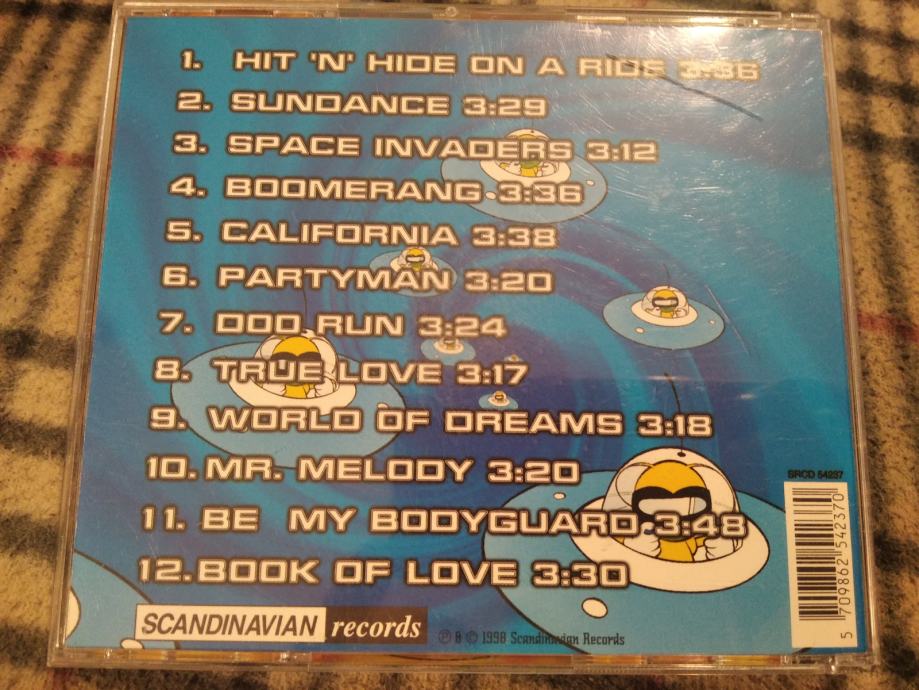 1. HIT 'N' HIDE ON A RIDE 3:36
2. SUNDANCE 3:29
3. SPACE INVADERS 3:12
4. BOOMERANG 3:36
5. CALIFORNIA 3:38
6. PARTYMAN 3:20
7. DOO RUN 3:24
8. TRUE LOVE 3:17
9. WORLD OF DREAMS 3:18
10. MR. MELODY 3:20
11. BE MY BODYGUARD 3:48
12. BOOK OF LOVE 3:30
SRCD 54237
5 709862 542370
SCANDINAVIAN records
℗ & © 1998 Scandinavian Records